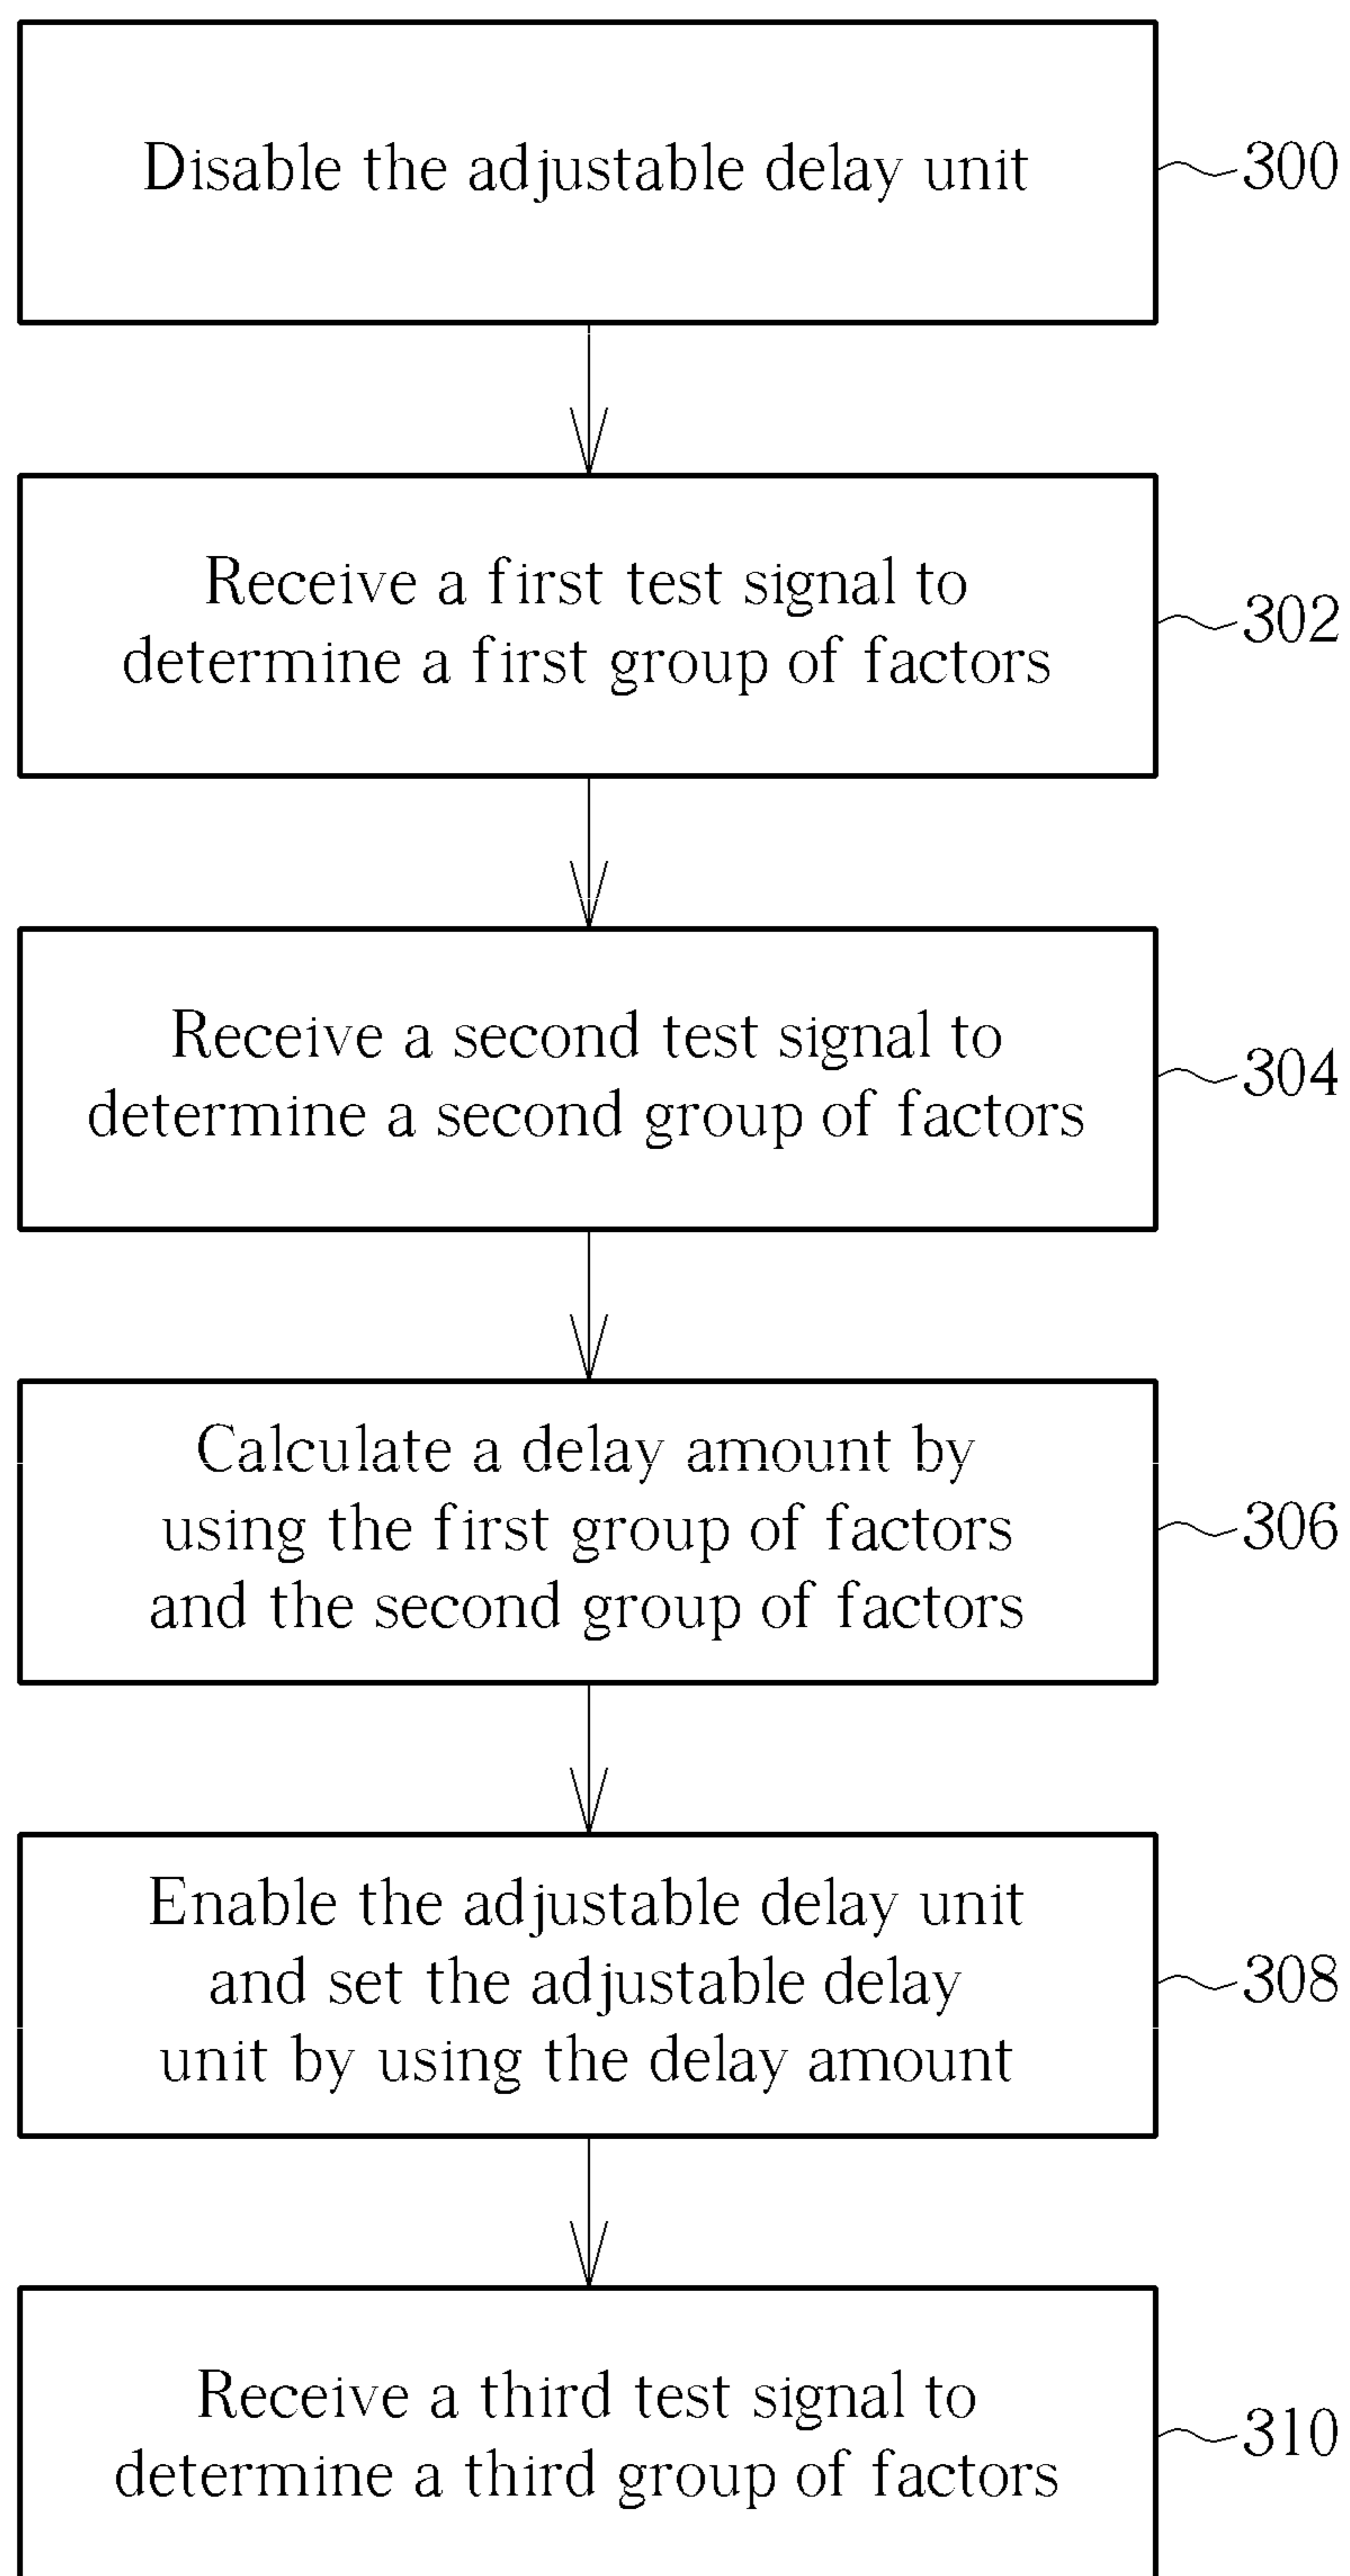 Disable the adjustable delay unit
300
Receive a first test signal to
determine a first group of factors
302
Receive a second test signal to
determine a second group of factors
304
Calculate a delay amount by
using the first group of factors
and the second group of factors
306
Enable the adjustable delay unit
and set the adjustable delay
unit by using the delay amount
308
Receive a third test signal to
determine a third group of factors
310